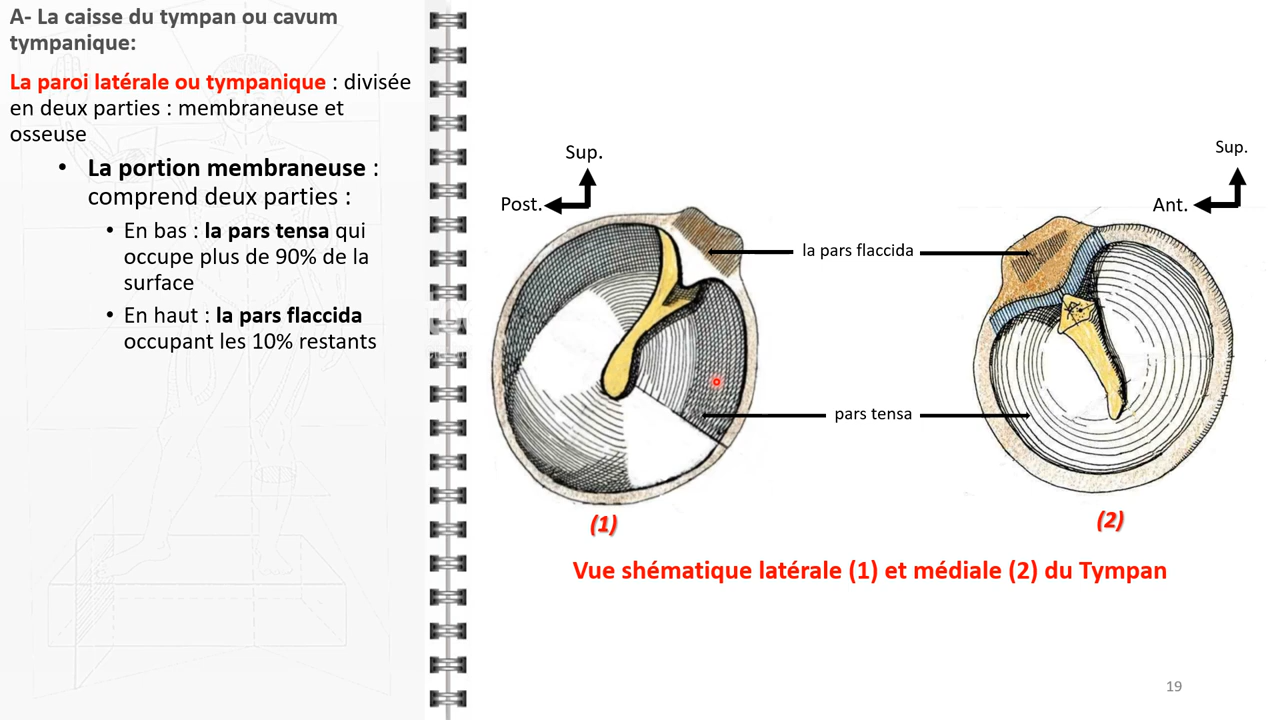 A- La caisse du tympan ou cavum
tympanique:
La paroi latérale ou tympanique : divisée
en deux parties : membraneuse et
osseuse
• La portion membraneuse :
comprend deux parties :
• En bas : la pars tensa qui
occupe plus de 90% de la
surface
• En haut : la pars flaccida
occupant les 10% restants
Sup.
Post.
Sup.
Ant.
la pars flaccida
pars tensa
(1)
(2)
Vue shématique latérale (1) et médiale (2) du Tympan
19